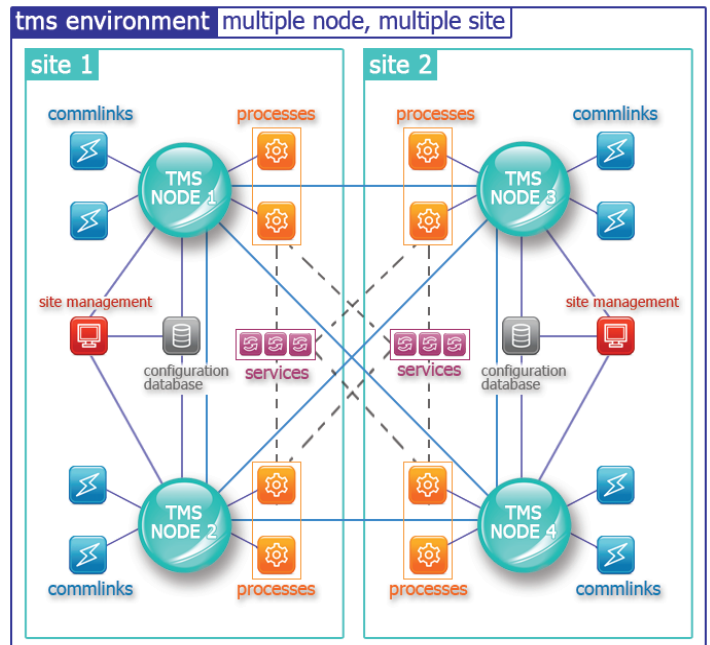 tms environment multiple node, multiple site
site 1
site 2
commlinks
processes
processes
commlinks
TMS
NODE 1
TMS
NODE 3
site management
site management
configuration
database
services
services
configuration
database
TMS
NODE 2
TMS
NODE 4
commlinks
processes
processes
commlinks